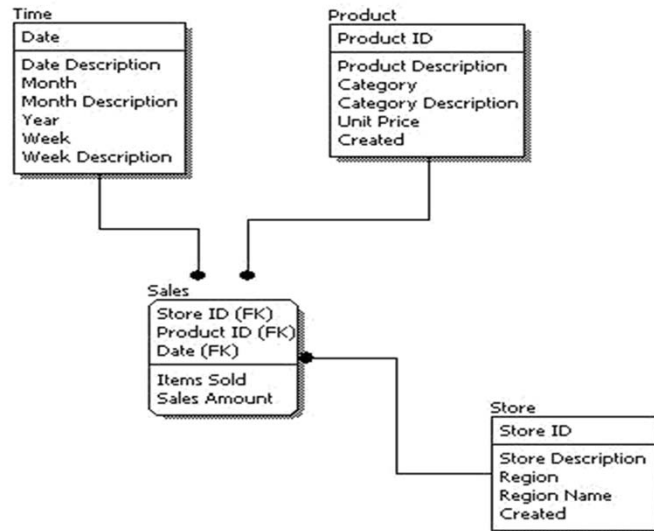 Time
Date
Date Description
Month
Month Description
Year
Week
Week Description
Product
Product ID
Product Description
Category
Category Description
Unit Price
Created
Sales
Store ID (FK)
Product ID (FK)
Date (FK)
Items Sold
Sales Amount
Store
Store ID
Store Description
Region
Region Name
Created